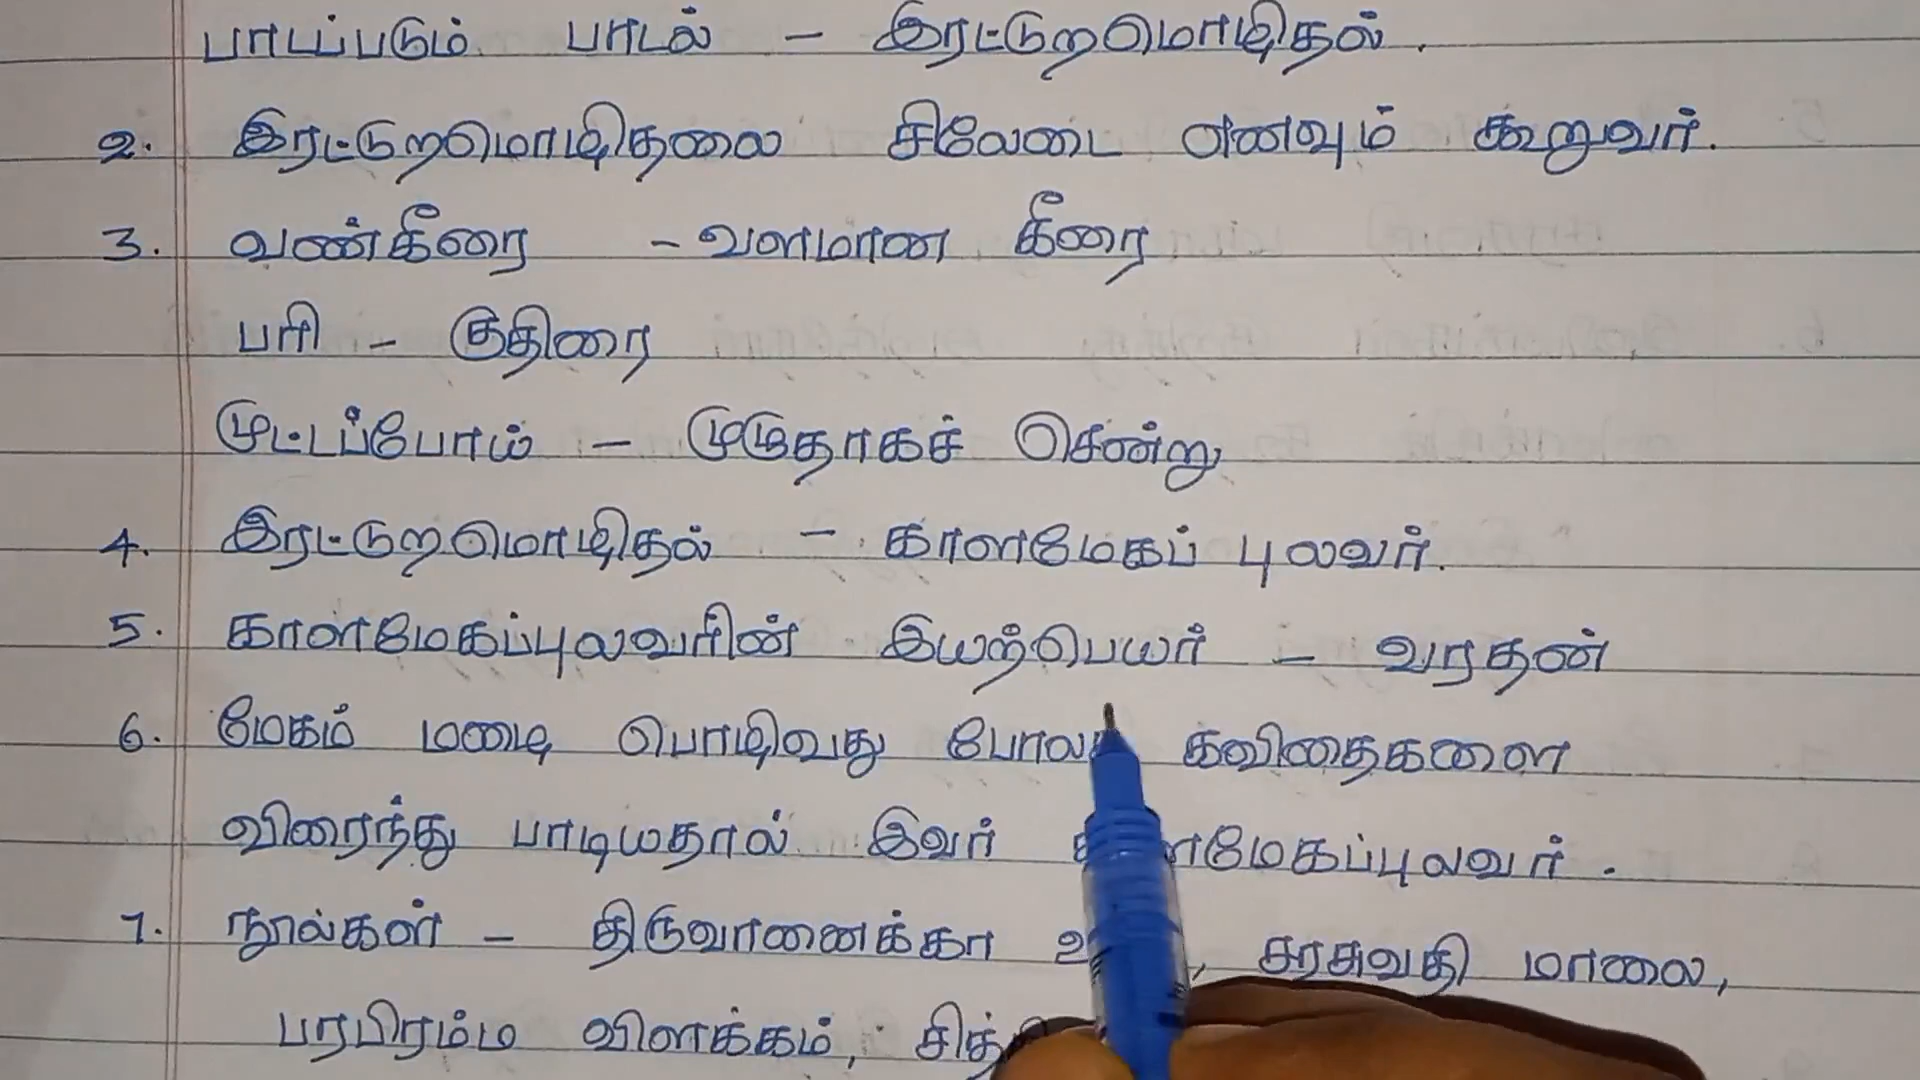 பாடப்படும் பாடல் - இரட்டுறமொழிதல்.
2. இரட்டுறமொழிதலை சிலேடை எனவும் கூறுவர்.
3. வண்கீரை - வளமான கீரை
பரி - குதிரை
முட்டப்போய் - முழுதாகச் சென்று
4. இரட்டுறமொழிதல் - காளமேகப் புலவர்.
5. காளமேகப்புலவரின் இயற்பெயர் - வரதன்
6. மேகம் மழை பொழிவது போல கவிதைகளை
விரைந்து பாடியதால் இவர் காளமேகப்புலவர்.
7. நூல்கள் - திருவானைக்கா சரசுவதி மாலை,
பரபிரம்ம விளக்கம்,